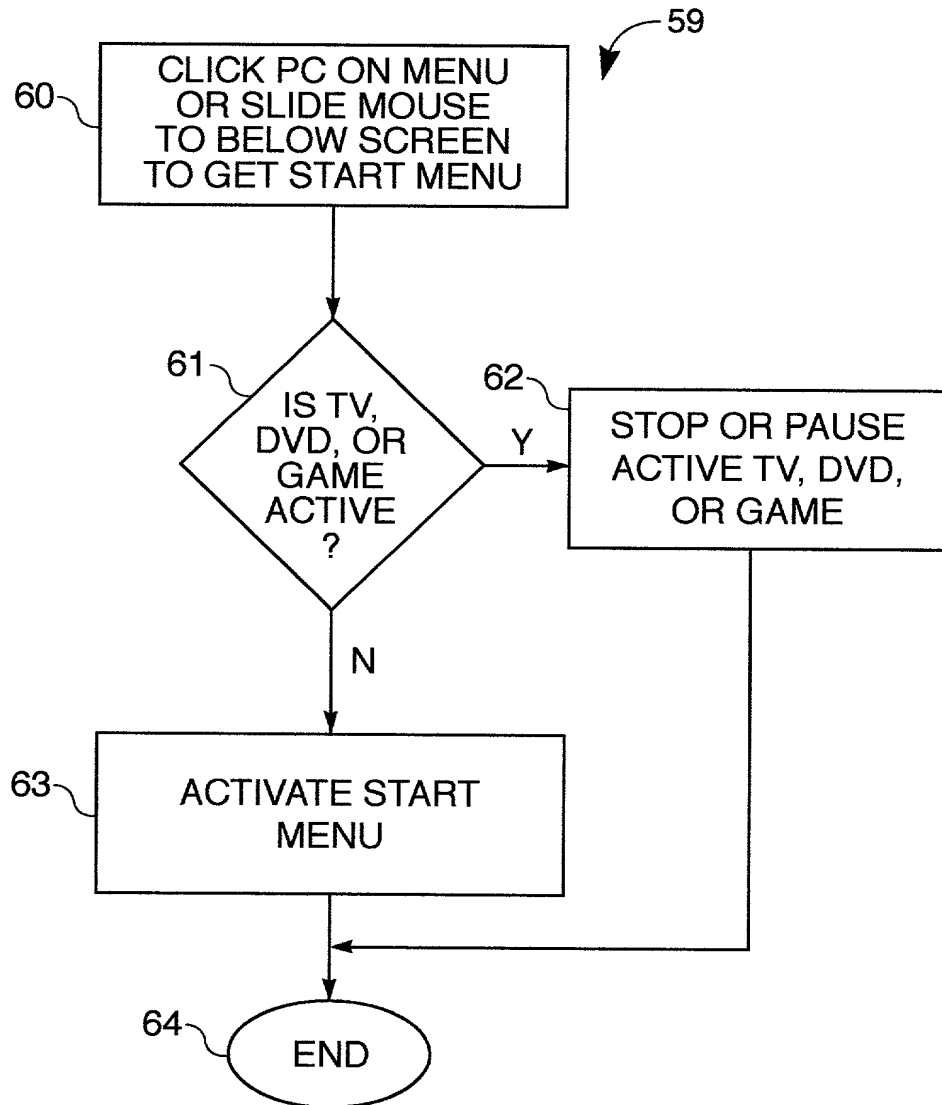 59
60
CLICK PC ON MENU
OR SLIDE MOUSE
TO BELOW SCREEN
TO GET START MENU
61
IS TV,
DVD, OR
GAME
ACTIVE
?
Y
62
STOP OR PAUSE
ACTIVE TV, DVD,
OR GAME
N
63
ACTIVATE START
MENU
64
END